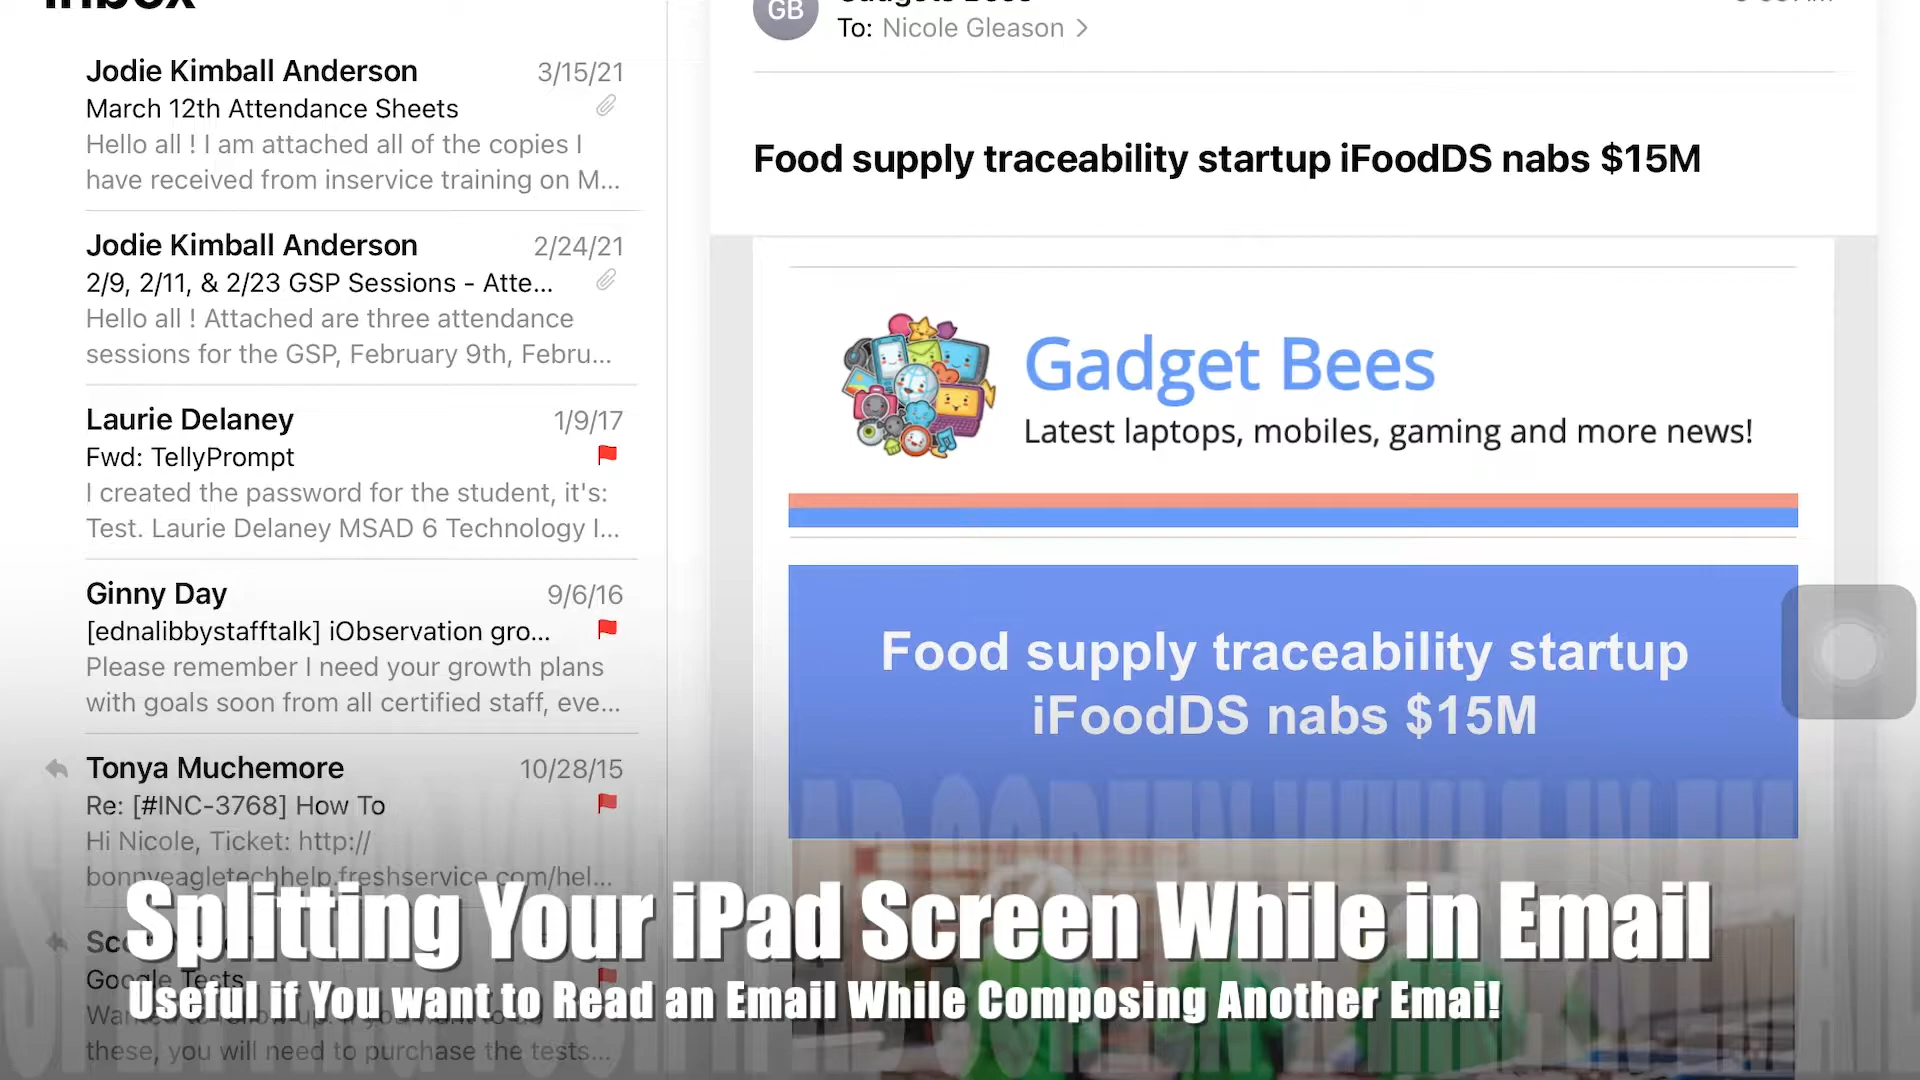 Inbox
Jodie Kimball Anderson 3/15/21
March 12th Attendance Sheets
Hello all ! I am attached all of the copies I
have received from inservice training on M...
Jodie Kimball Anderson 2/24/21
2/9, 2/11, & 2/23 GSP Sessions - Atte...
Hello all ! Attached are three attendance
sessions for the GSP, February 9th, Febru...
Laurie Delaney 1/9/17
Fwd: TellyPrompt
I created the password for the student, it's:
Test. Laurie Delaney MSAD 6 Technology I...
Ginny Day 9/6/16
[ednalibbystafftalk] iObservation gro...
Please remember I need your growth plans
with goals soon from all certified staff, eve...
Tonya Muchemore 10/28/15
Re: [#INC-3768] How To
Hi Nicole, Ticket: http://
bonnyeagletechhelp.freshservice.com/hel...
Google Tests
these, you will need to purchase the tests...
GB
To: Nicole Gleason
Food supply traceability startup iFoodDS nabs $15M
Gadget Bees
Latest laptops, mobiles, gaming and more news!
Food supply traceability startup
iFoodDS nabs $15M
Splitting Your iPad Screen While in Email
Useful if You want to Read an Email While Composing Another Emai!